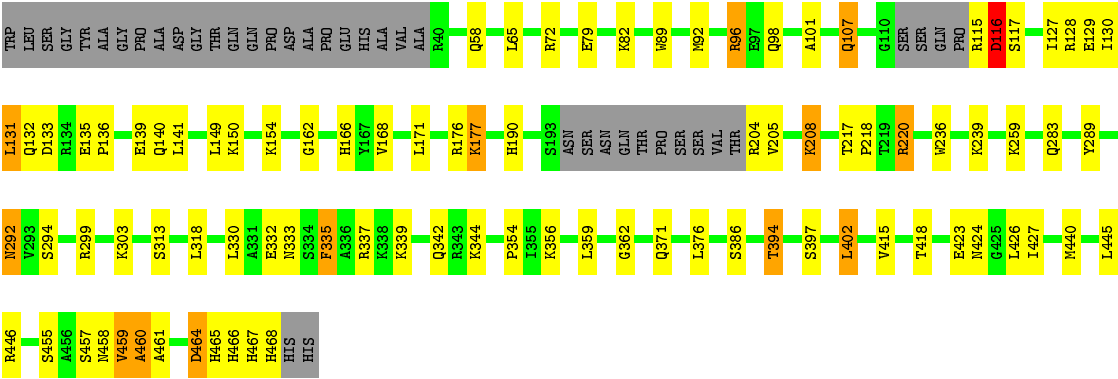 TRP LEU SER GLY TYR ALA GLY PRO ALA ASP GLY THR GLN GLN PRO ASP ALA PRO GLU HIS ALA VAL ALA R40 Q58 L65 R72 E79 K82 W89 M92 R96 E97 Q98 A101 Q107 G110 SER SER GLN PRO R115 D116 S117 I127 R128 E129 I130
L131 Q132 D133 R134 E135 P136 E139 Q140 L141 L149 K150 K154 G162 H166 Y167 V168 L171 R176 K177 H190 S193 ASN SER ASN GLN THR PRO SER SER VAL THR R204 V205 K208 T217 P218 T219 R220 W236 K239 K259 Q283 Y289
N292 V293 S294 R299 K303 S313 L318 L330 A331 E332 N333 S334 F335 A336 R337 K338 K339 Q342 R343 K344 P354 I355 K356 L359 G362 Q371 L376 S386 T394 S397 L402 V415 T418 E423 N424 G425 L426 I427 M440 L445
R446 S455 A456 S457 N458 V459 A460 A461 D464 H465 H466 H467 H468 HIS HIS